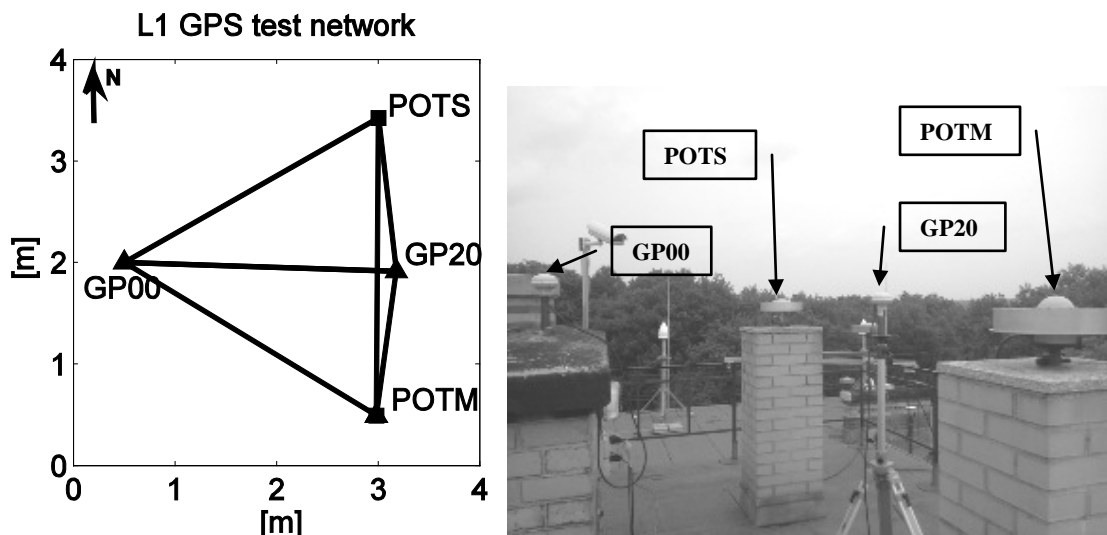 L1 GPS test network
4
N
POTS
3
[m]
2
GP00
GP20
1
POTM
0
0 1 2 3 4
[m]
POTS
POTM
GP00
GP20